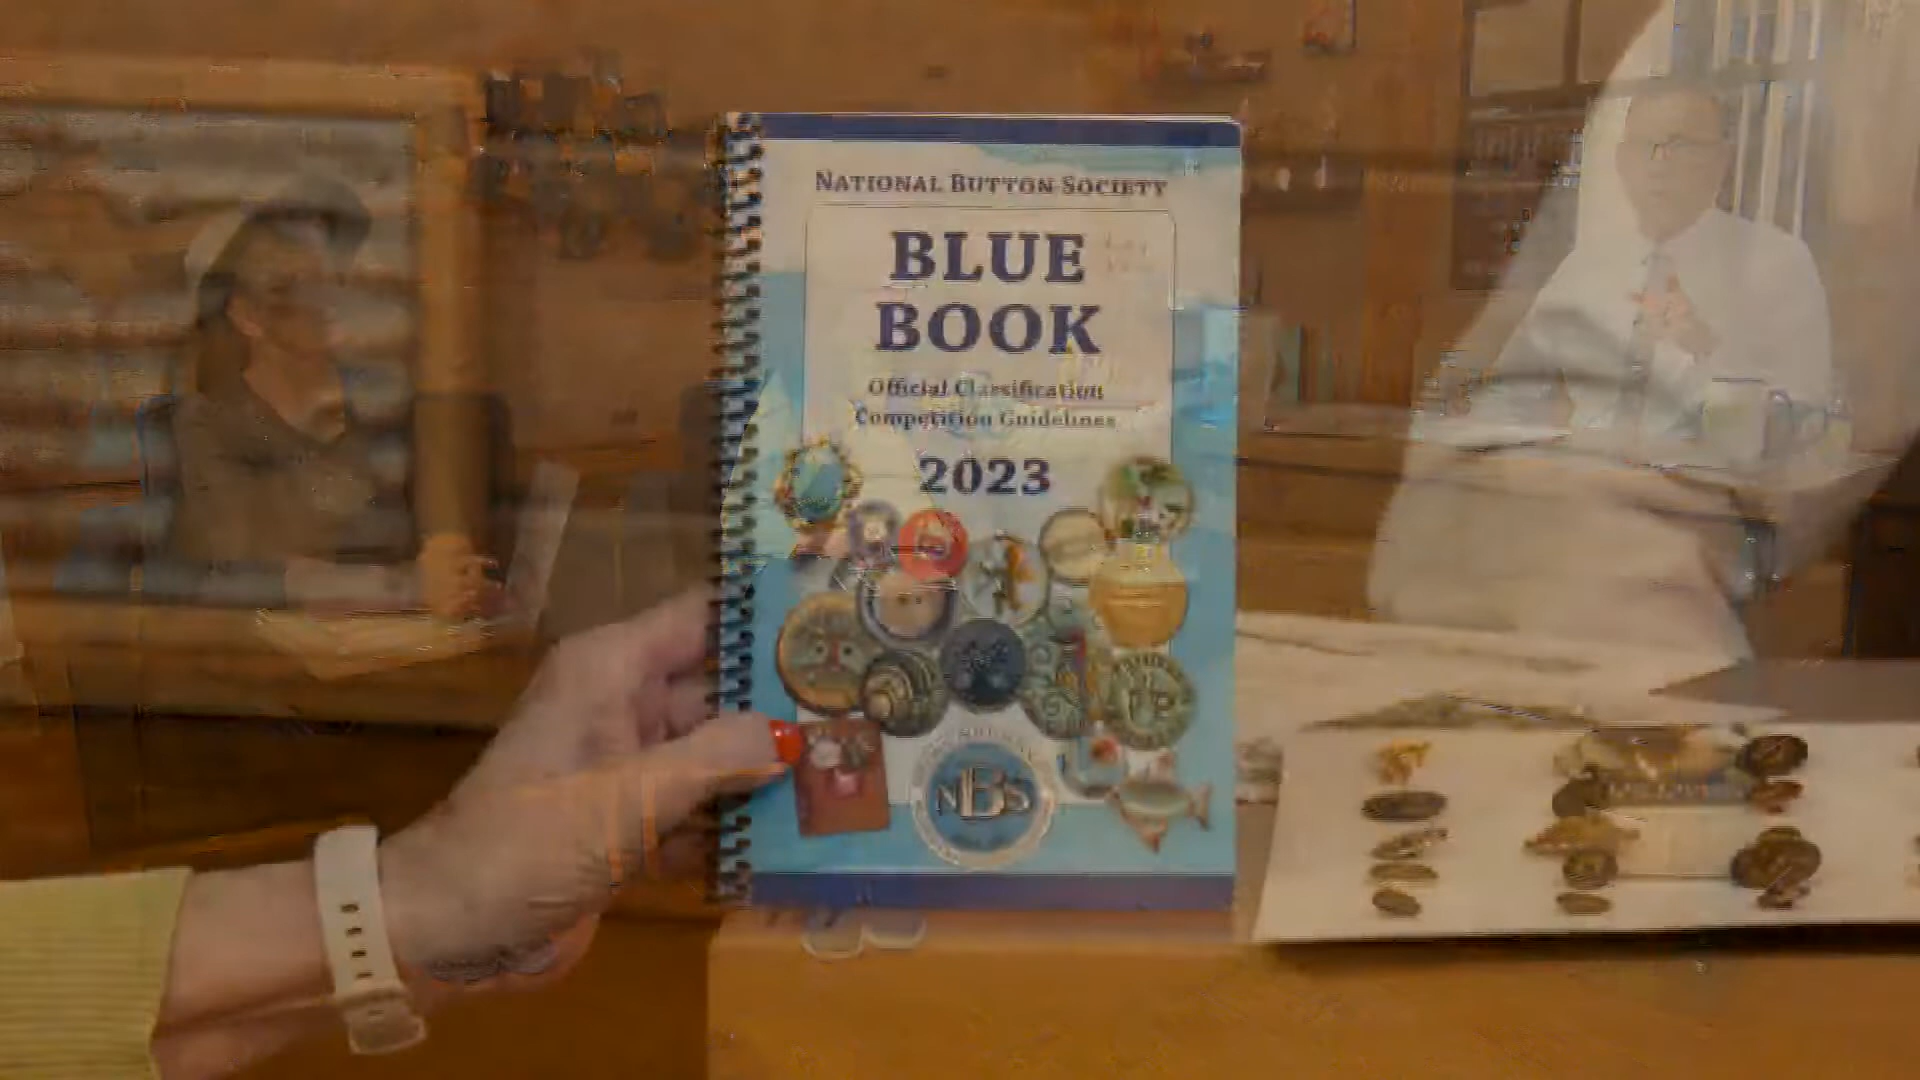 NATIONAL BUTTON SOCIETY
BLUE
BOOK
Official Classification
Competition Guidelines
2023
NBS